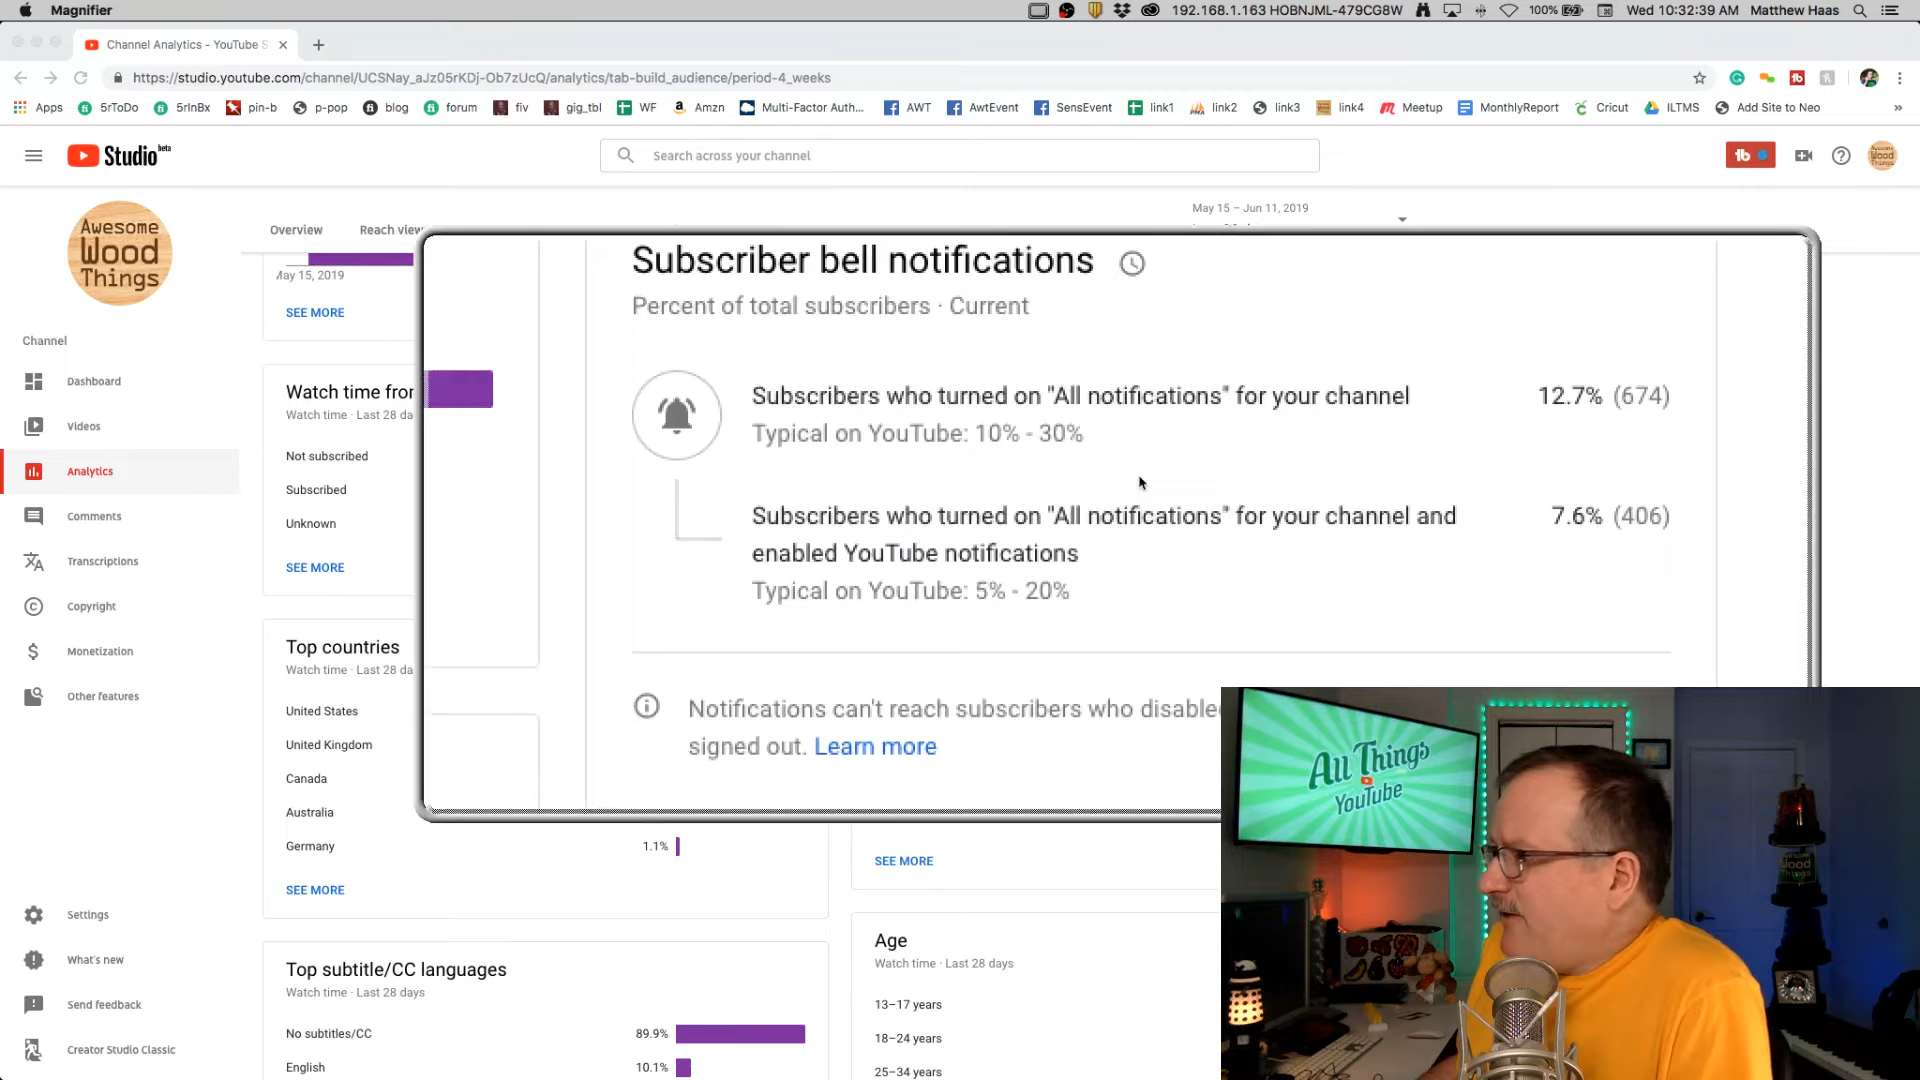 Magnifier
192.168.1.163 HOBNJML-479CG8W
100%
Wed 10:32:39 AM
Matthew Haas
Channel Analytics - YouTube S
https://studio.youtube.com/channel/UCSNay_aJz05rKDj-Ob7zUcQ/analytics/tab-build_audience/period-4_weeks
Apps
5rToDo
5rInBx
pin-b
p-pop
blog
forum
fiv
gig_tbl
WF
Amzn
Multi-Factor Auth...
AWT
AwtEvent
SensEvent
link1
link2
link3
link4
Meetup
MonthlyReport
Cricut
ILTMS
Add Site to Neo
»
Studio beta
Search across your channel
tb
Awesome
Wood
Things
May 15 – Jun 11, 2019
Overview
Reach view
May 15, 2019
SEE MORE
Channel
Dashboard
Videos
Analytics
Comments
Transcriptions
Copyright
Monetization
Other features
Settings
What's new
Send feedback
Creator Studio Classic
Watch time fror
Watch time · Last 28 da
Not subscribed
Subscribed
Unknown
SEE MORE
Top countries
Watch time · Last 28 da
United States
United Kingdom
Canada
Australia
Germany
1.1%
SEE MORE
Top subtitle/CC languages
Watch time · Last 28 days
No subtitles/CC
89.9%
English
10.1%
Subscriber bell notifications
Percent of total subscribers · Current
Subscribers who turned on "All notifications" for your channel
12.7% (674)
Typical on YouTube: 10% - 30%
Subscribers who turned on "All notifications" for your channel and
7.6% (406)
enabled YouTube notifications
Typical on YouTube: 5% - 20%
Notifications can't reach subscribers who disable
signed out. Learn more
SEE MORE
Age
Watch time · Last 28 days
13–17 years
18–24 years
25–34 years
All Things
YouTube
Wood
Things